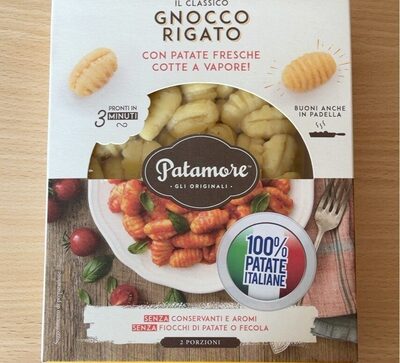 IL CLASSICO
GNOCCO
RIGATO
CON PATATE FRESCHE
COTTE A VAPORE!
PRONTI IN
3 MINUTI
BUONI ANCHE
IN PADELLA
Patamore™
• GLI ORIGINALI •
100%
PATATE
ITALIANE
SENZA CONSERVANTI E AROMI
SENZA FIOCCHI DI PATATE O FECOLA
2 PORZIONI